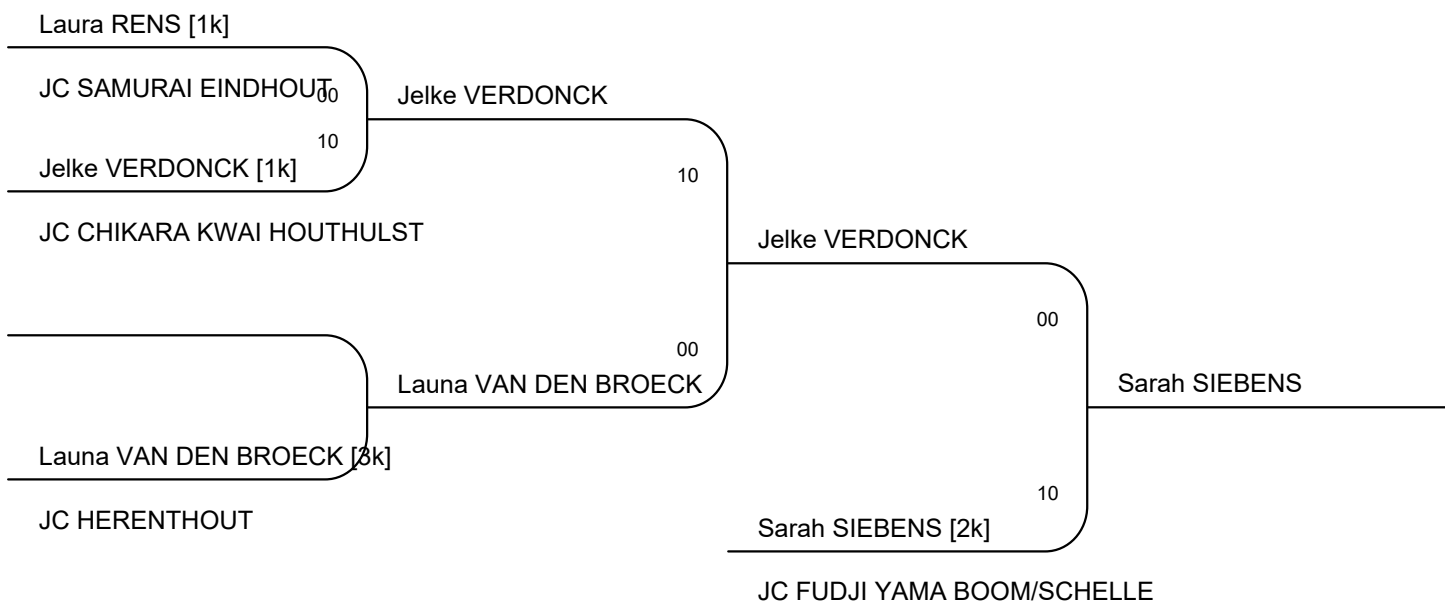 Laura RENS [1k]
JC SAMURAI EINDHOUT
00
Jelke VERDONCK
10
Jelke VERDONCK [1k]
10
JC CHIKARA KWAI HOUTHULST
Jelke VERDONCK
00
00
Launa VAN DEN BROECK
Sarah SIEBENS
Launa VAN DEN BROECK [3k]
10
JC HERENTHOUT
Sarah SIEBENS [2k]
JC FUDJI YAMA BOOM/SCHELLE